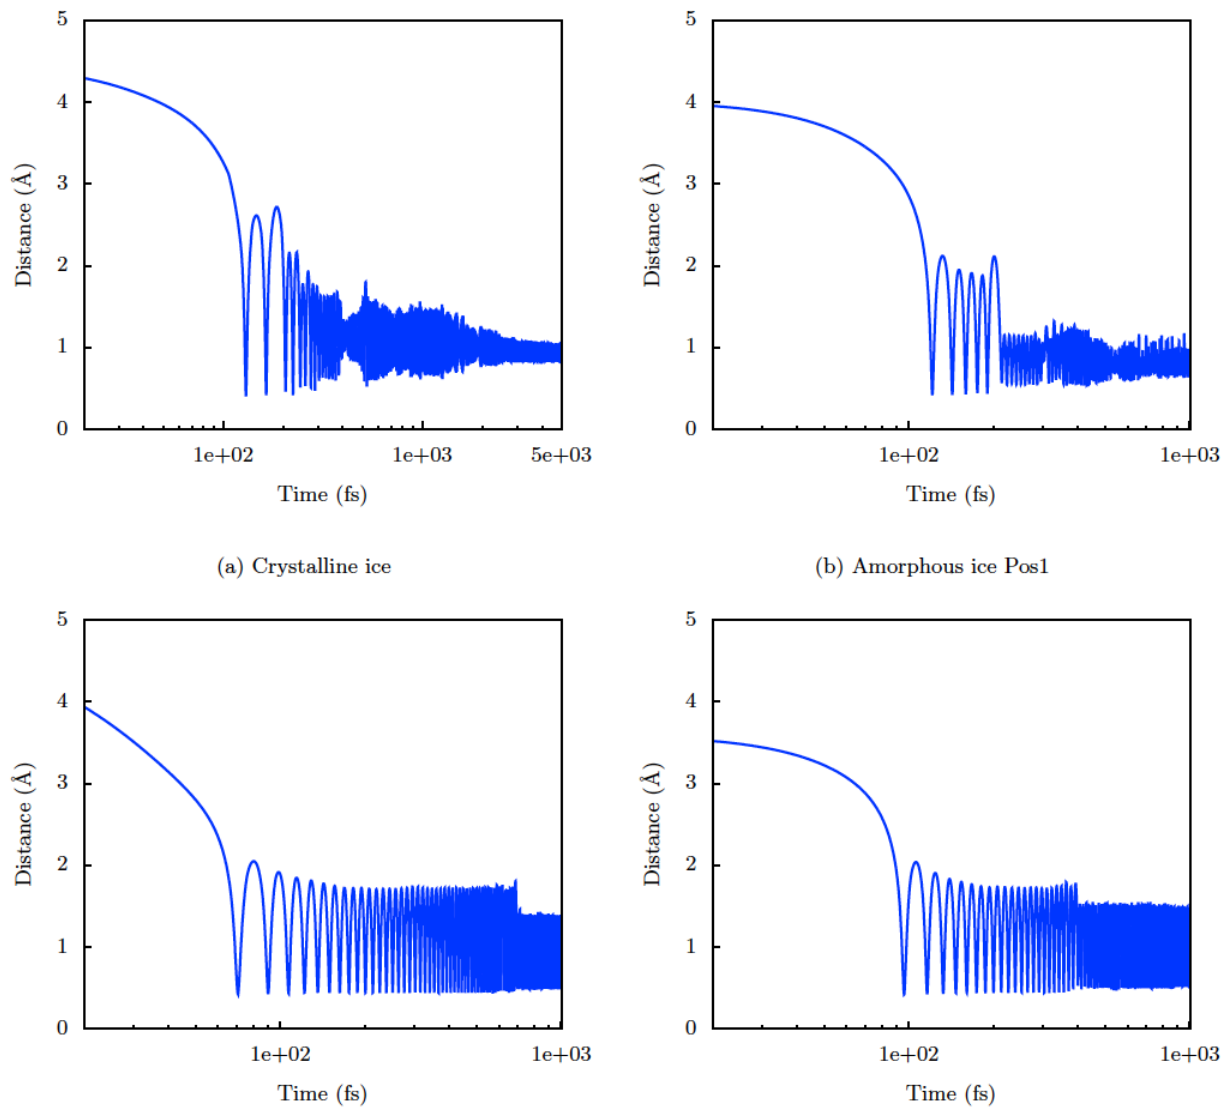 5
4
3
2
1
0
Distance (Å)
1e+02
1e+03
5e+03
Time (fs)
(a) Crystalline ice
5
4
3
2
1
0
Distance (Å)
1e+02
1e+03
Time (fs)
(b) Amorphous ice Pos1
5
4
3
2
1
0
Distance (Å)
1e+02
1e+03
Time (fs)
5
4
3
2
1
0
Distance (Å)
1e+02
1e+03
Time (fs)